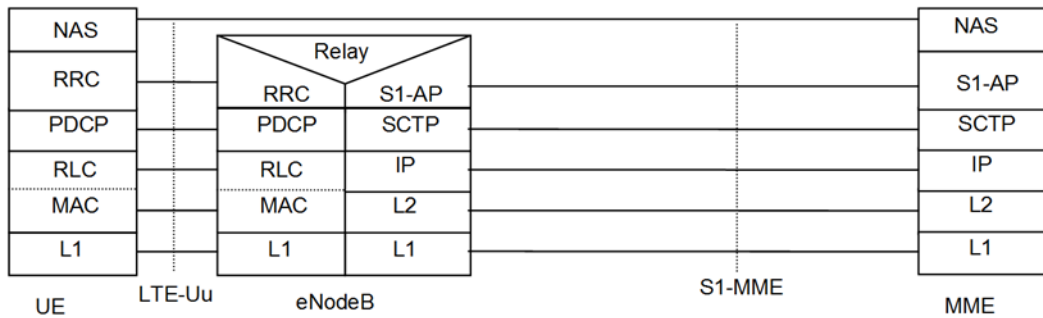 NAS
NAS
Relay
RRC
RRC
S1-AP
S1-AP
PDCP
PDCP
SCTP
SCTP
RLC
RLC
IP
IP
MAC
MAC
L2
L2
L1
L1
L1
L1
UE
LTE-Uu
eNodeB
S1-MME
MME